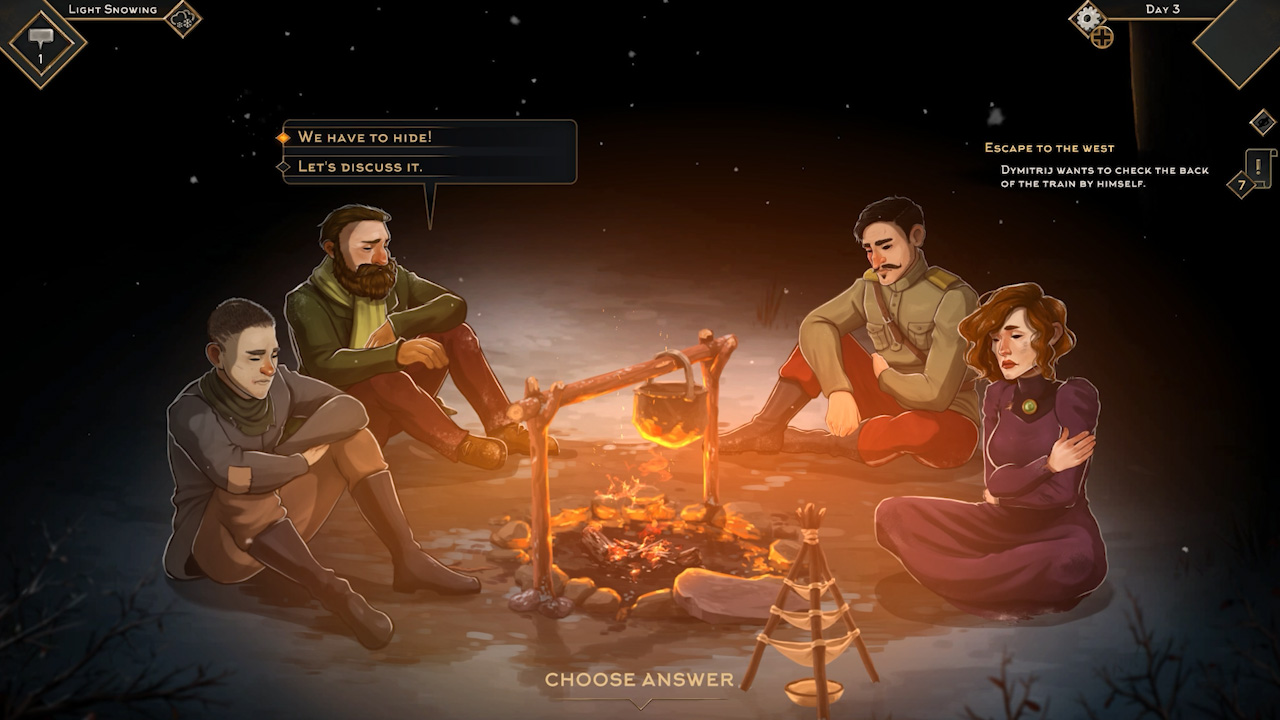 Light Snowing
Day 3
1
We have to hide!
Let's discuss it.
Escape to the west
Dymitrij wants to check the back
of the train by himself.
7
Choose answer